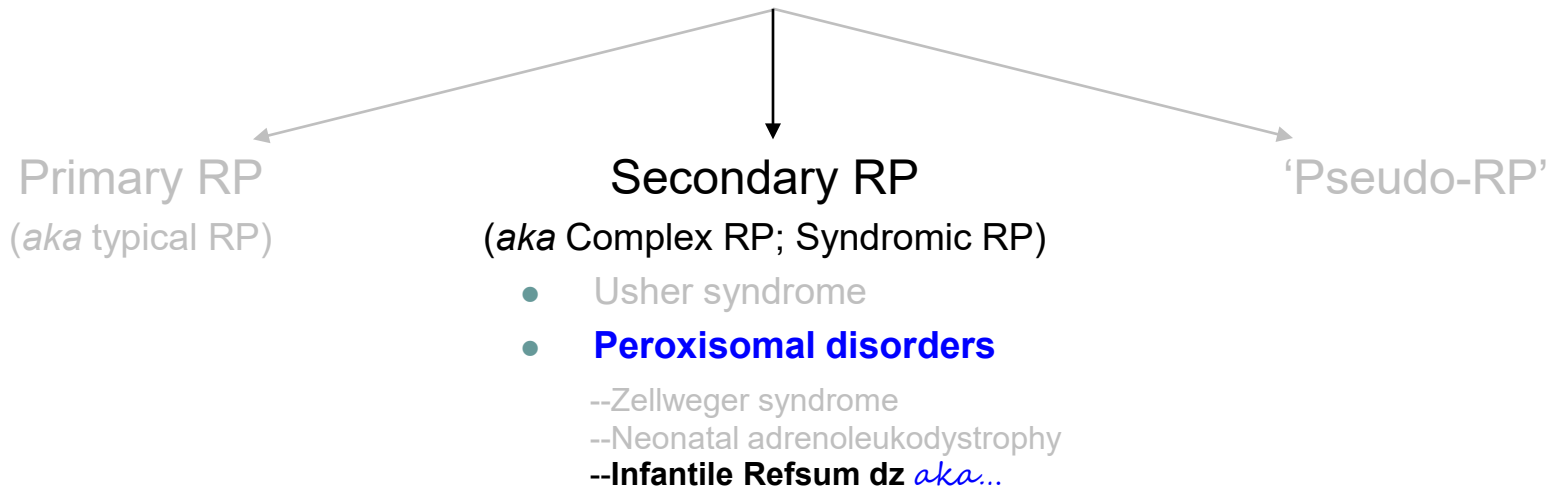 Primary RP
(aka typical RP)
Secondary RP
(aka Complex RP; Syndromic RP)
‘Pseudo-RP’
● Usher syndrome
● Peroxisomal disorders
--Zellweger syndrome
--Neonatal adrenoleukodystrophy
--Infantile Refsum dz aka...